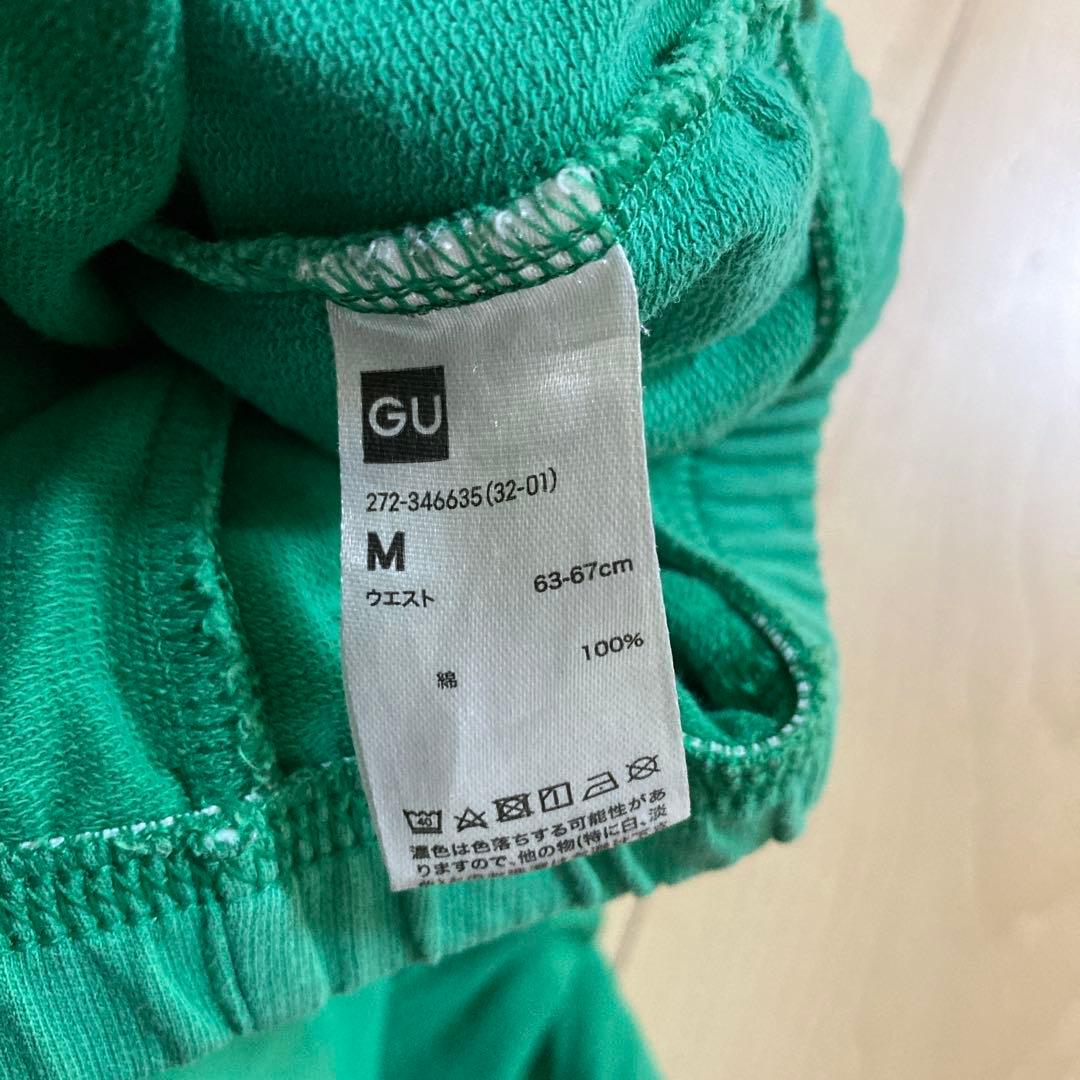 GU
272-346635(32-01)
M
ウエスト 63-67cm
綿 100%
40
濃色は色落ちする可能性があ
りますので、他の物(特に白、淡